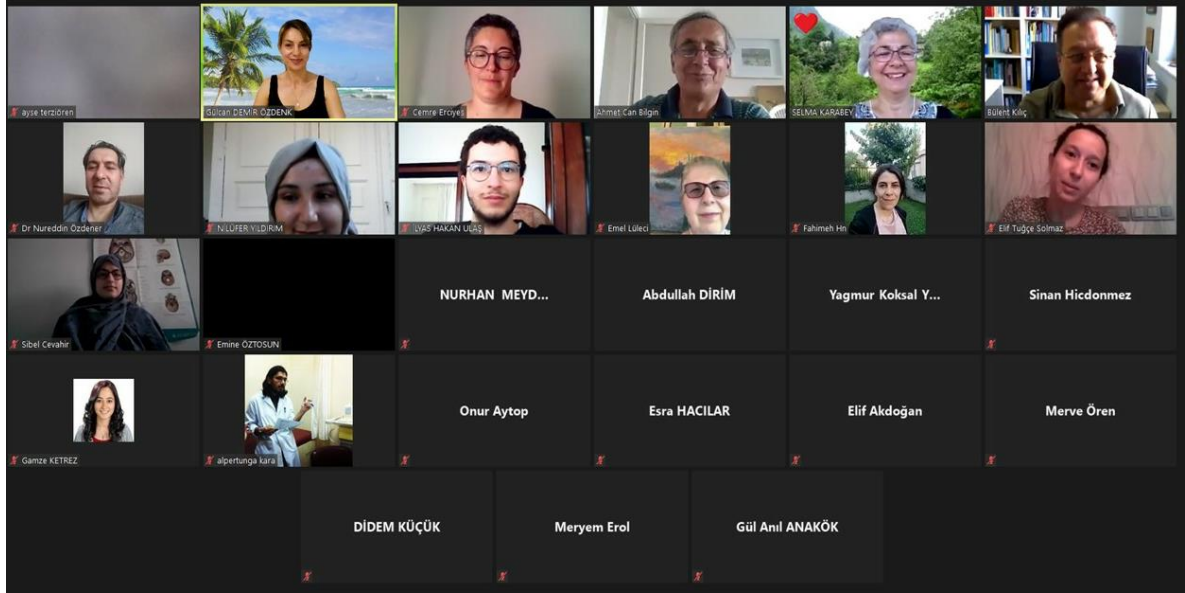 ayse terziören
Gülcan DEMİR ÖZDENK
Cemre Erciyes
Ahmet Can Bilgin
SELMA KARABEY
Bülent Kılıç
Dr Nureddin Özdener
NİLÜFER YILDIRIM
İLYAS HAKAN ULAŞ
Emel Lüleci
Fahimeh Hn
Elif Tuğçe Solmaz
Sibel Cevahir
Emine ÖZTOSUN
NURHAN MEYD...
Abdullah DİRİM
Yagmur Koksal Y...
Sinan Hicdonmez
Gamze KETREZ
alpertunga kara
Onur Aytop
Esra HACILAR
Elif Akdoğan
Merve Ören
DİDEM KÜÇÜK
Meryem Erol
Gül Anıl ANAKÖK